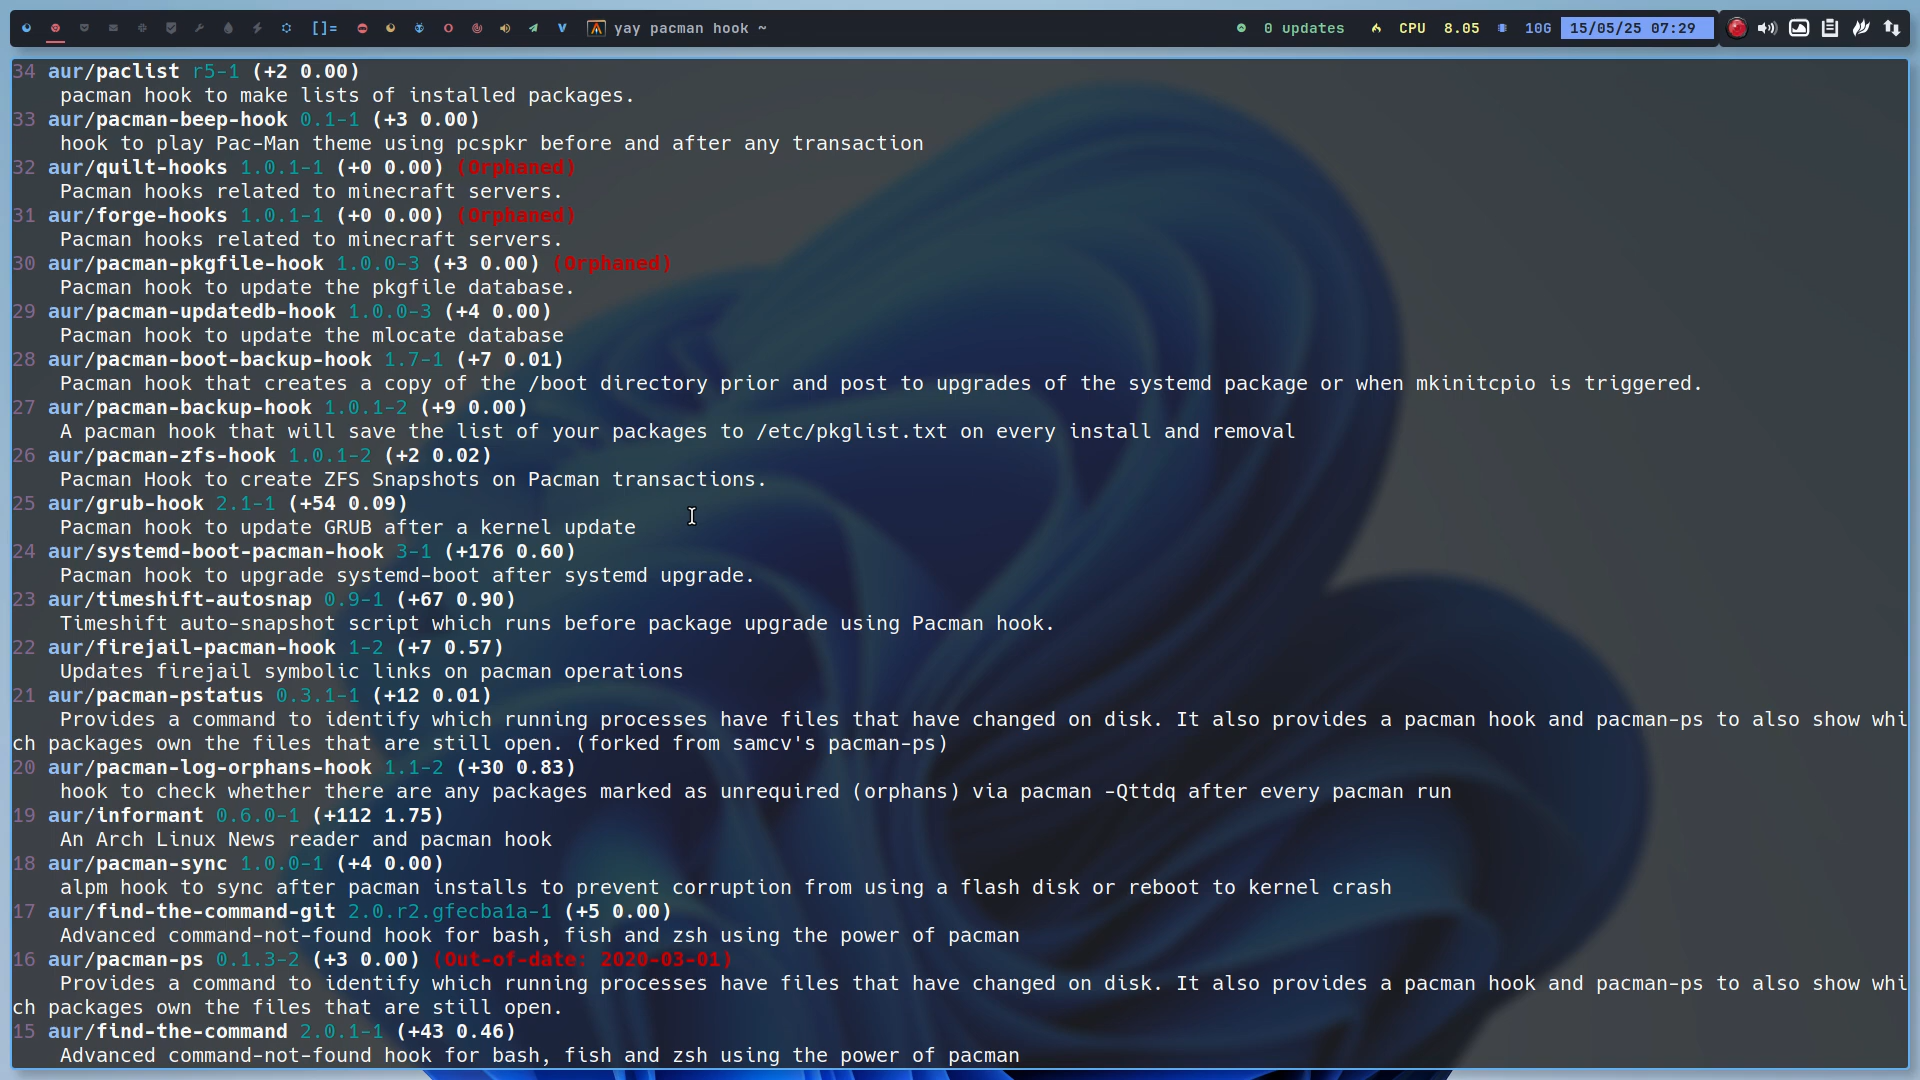 []= V yay pacman hook ~ 0 updates CPU 8.05 10G 15/05/25 07:29
34 aur/paclist r5-1 (+2 0.00)
pacman hook to make lists of installed packages.
33 aur/pacman-beep-hook 0.1-1 (+3 0.00)
hook to play Pac-Man theme using pcspkr before and after any transaction
32 aur/quilt-hooks 1.0.1-1 (+0 0.00) (Orphaned)
Pacman hooks related to minecraft servers.
31 aur/forge-hooks 1.0.1-1 (+0 0.00) (Orphaned)
Pacman hooks related to minecraft servers.
30 aur/pacman-pkgfile-hook 1.0.0-3 (+3 0.00) (Orphaned)
Pacman hook to update the pkgfile database.
29 aur/pacman-updatedb-hook 1.0.0-3 (+4 0.00)
Pacman hook to update the mlocate database
28 aur/pacman-boot-backup-hook 1.7-1 (+7 0.01)
Pacman hook that creates a copy of the /boot directory prior and post to upgrades of the systemd package or when mkinitcpio is triggered.
27 aur/pacman-backup-hook 1.0.1-2 (+9 0.00)
A pacman hook that will save the list of your packages to /etc/pkglist.txt on every install and removal
26 aur/pacman-zfs-hook 1.0.1-2 (+2 0.02)
Pacman Hook to create ZFS Snapshots on Pacman transactions.
25 aur/grub-hook 2.1-1 (+54 0.09)
Pacman hook to update GRUB after a kernel update
24 aur/systemd-boot-pacman-hook 3-1 (+176 0.60)
Pacman hook to upgrade systemd-boot after systemd upgrade.
23 aur/timeshift-autosnap 0.9-1 (+67 0.90)
Timeshift auto-snapshot script which runs before package upgrade using Pacman hook.
22 aur/firejail-pacman-hook 1-2 (+7 0.57)
Updates firejail symbolic links on pacman operations
21 aur/pacman-pstatus 0.3.1-1 (+12 0.01)
Provides a command to identify which running processes have files that have changed on disk. It also provides a pacman hook and pacman-ps to also show whi
ch packages own the files that are still open. (forked from samcv's pacman-ps)
20 aur/pacman-log-orphans-hook 1.1-2 (+30 0.83)
hook to check whether there are any packages marked as unrequired (orphans) via pacman -Qttdq after every pacman run
19 aur/informant 0.6.0-1 (+112 1.75)
An Arch Linux News reader and pacman hook
18 aur/pacman-sync 1.0.0-1 (+4 0.00)
alpm hook to sync after pacman installs to prevent corruption from using a flash disk or reboot to kernel crash
17 aur/find-the-command-git 2.0.r2.gfecba1a-1 (+5 0.00)
Advanced command-not-found hook for bash, fish and zsh using the power of pacman
16 aur/pacman-ps 0.1.3-2 (+3 0.00) (Out-of-date: 2020-03-01)
Provides a command to identify which running processes have files that have changed on disk. It also provides a pacman hook and pacman-ps to also show whi
ch packages own the files that are still open.
15 aur/find-the-command 2.0.1-1 (+43 0.46)
Advanced command-not-found hook for bash, fish and zsh using the power of pacman